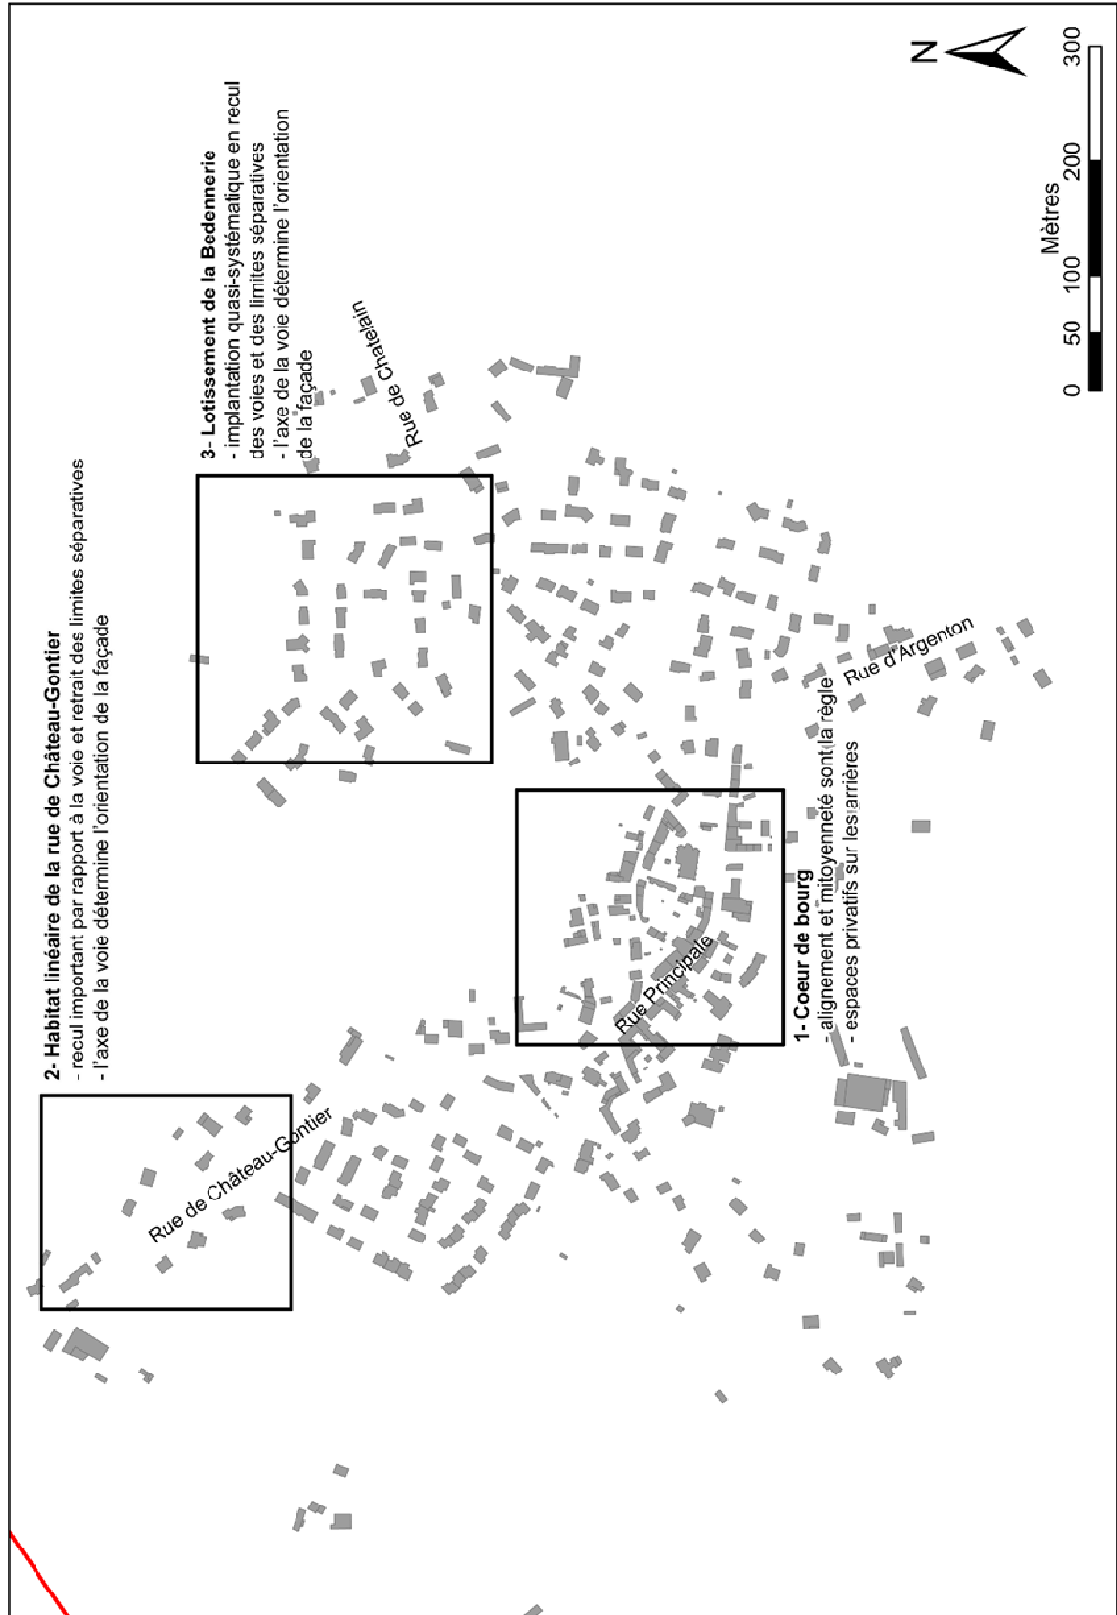 2- Habitat linéaire de la rue de Château-Gontier
- recul important par rapport à la voie et retrait des limites séparatives
- l'axe de la voie détermine l'orientation de la façade
Rue de Château-Gontier
3- Lotissement de la Bedennerie
- implantation quasi-systématique en recul
des voies et des limites séparatives
- l'axe de la voie détermine l'orientation
de la façade
Rue de Chatelain
Rue Principale
1- Coeur de bourg
- alignement et mitoyenneté sont la règle
- espaces privatifs sur les arrières
Rue d'Argenton
N
Mètres
0 50 100 200 300